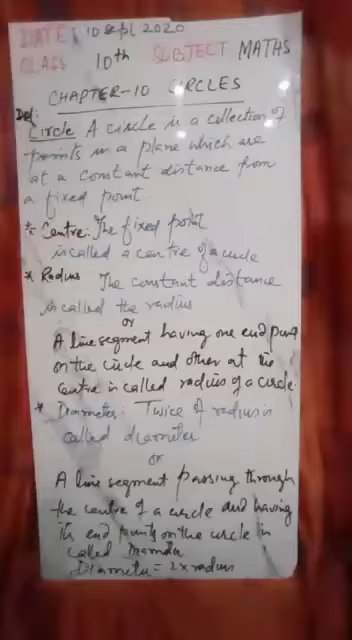 DATE: 10 Sept 2020
CLASS 10th SUBJECT MATHS
CHAPTER-10 CIRCLES
Def:
Circle A circle is a collection of
points in a plane which are
at a constant distance from
a fixed point.
* Centre: The fixed point
is called a centre of a circle
* Radius The constant distance
is called the radius
or
A line segment having one end point
on the circle and other at the
centre is called radius of a circle.
* Diameter: Twice of radius is
called diameter
or
A line segment passing through
the centre of a circle and having
its end points on the circle is
called Diameter
Diameter = 2 x radius